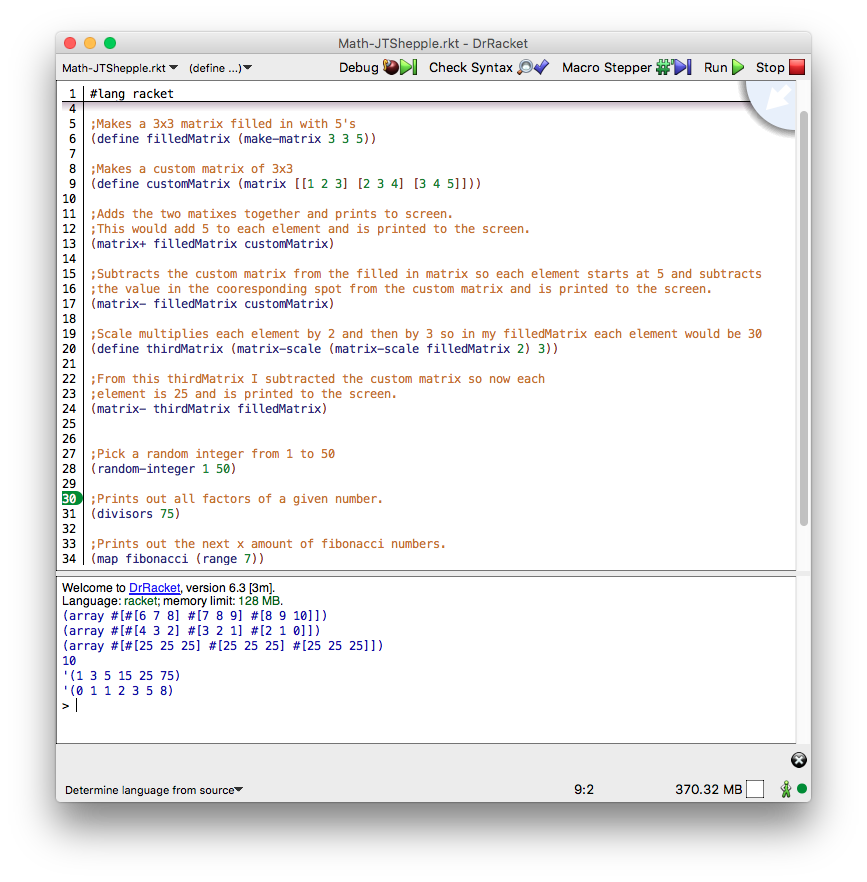 Math-JTShepple.rkt - DrRacket
Math-JTShepple.rkt (define ...) Debug Check Syntax Macro Stepper Run Stop
1 #lang racket
4
5 ;Makes a 3x3 matrix filled in with 5's
6 (define filledMatrix (make-matrix 3 3 5))
7
8 ;Makes a custom matrix of 3x3
9 (define customMatrix (matrix [[1 2 3] [2 3 4] [3 4 5]]))
10
11 ;Adds the two matixes together and prints to screen.
12 ;This would add 5 to each element and is printed to the screen.
13 (matrix+ filledMatrix customMatrix)
14
15 ;Subtracts the custom matrix from the filled in matrix so each element starts at 5 and subtracts
16 ;the value in the cooresponding spot from the custom matrix and is printed to the screen.
17 (matrix- filledMatrix customMatrix)
18
19 ;Scale multiplies each element by 2 and then by 3 so in my filledMatrix each element would be 30
20 (define thirdMatrix (matrix-scale (matrix-scale filledMatrix 2) 3))
21
22 ;From this thirdMatrix I subtracted the custom matrix so now each
23 ;element is 25 and is printed to the screen.
24 (matrix- thirdMatrix filledMatrix)
25
26
27 ;Pick a random integer from 1 to 50
28 (random-integer 1 50)
29
30 ;Prints out all factors of a given number.
31 (divisors 75)
32
33 ;Prints out the next x amount of fibonacci numbers.
34 (map fibonacci (range 7))
Welcome to DrRacket, version 6.3 [3m].
Language: racket; memory limit: 128 MB.
(array #[#[6 7 8] #[7 8 9] #[8 9 10]])
(array #[#[4 3 2] #[3 2 1] #[2 1 0]])
(array #[#[25 25 25] #[25 25 25] #[25 25 25]])
10
'(1 3 5 15 25 75)
'(0 1 1 2 3 5 8)
>
Determine language from source 9:2 370.32 MB